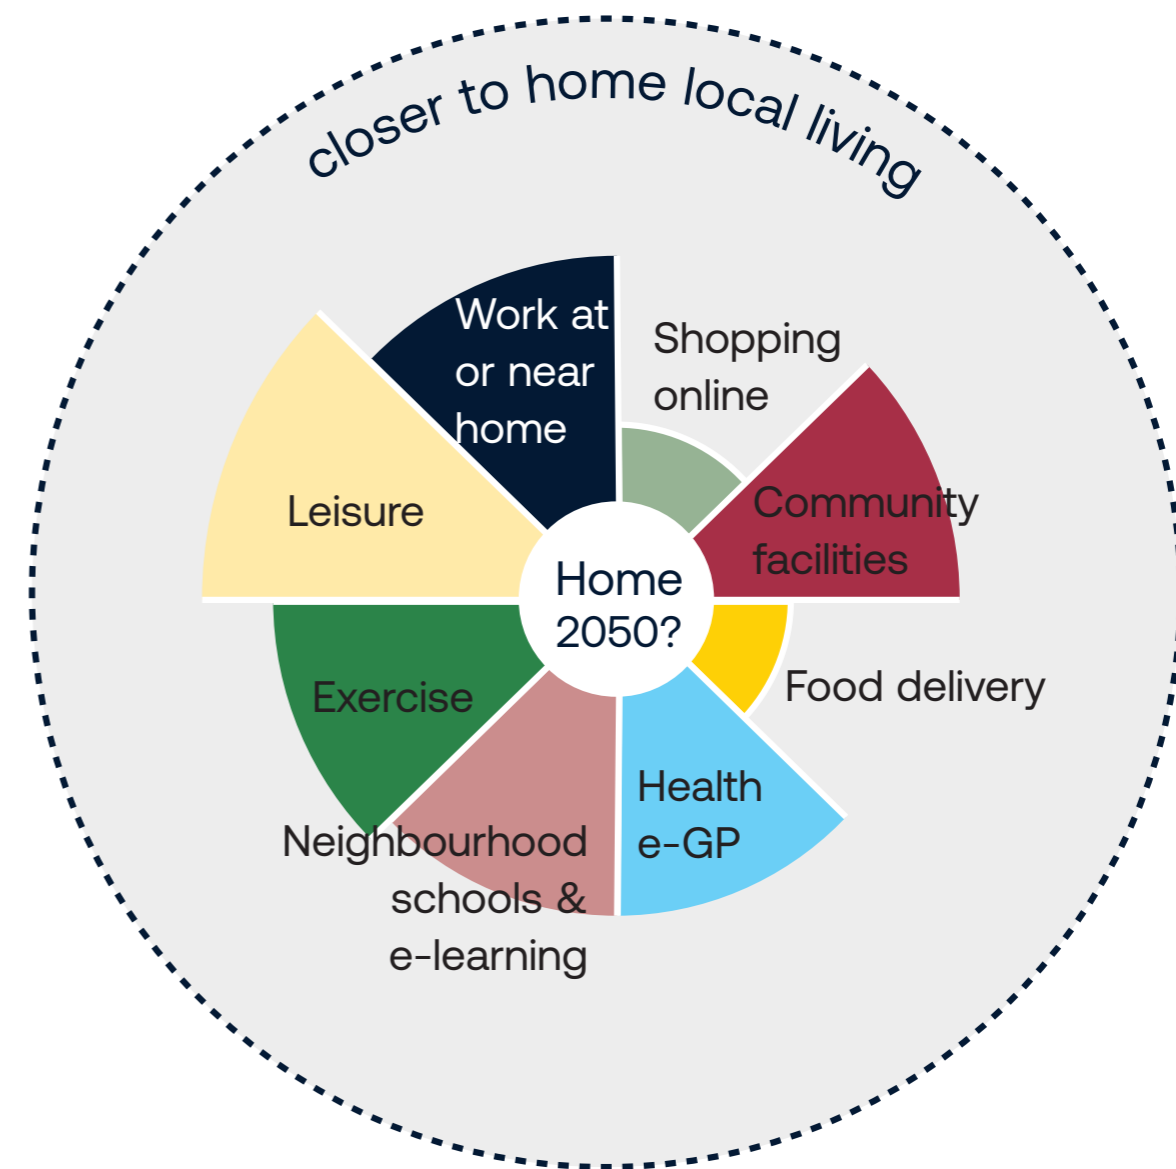 closer to home local living
Work at
or near
home
Shopping
online
Community
facilities
Leisure
Home
2050?
Food delivery
Exercise
Health
e-GP
Neighbourhood
schools &
e-learning